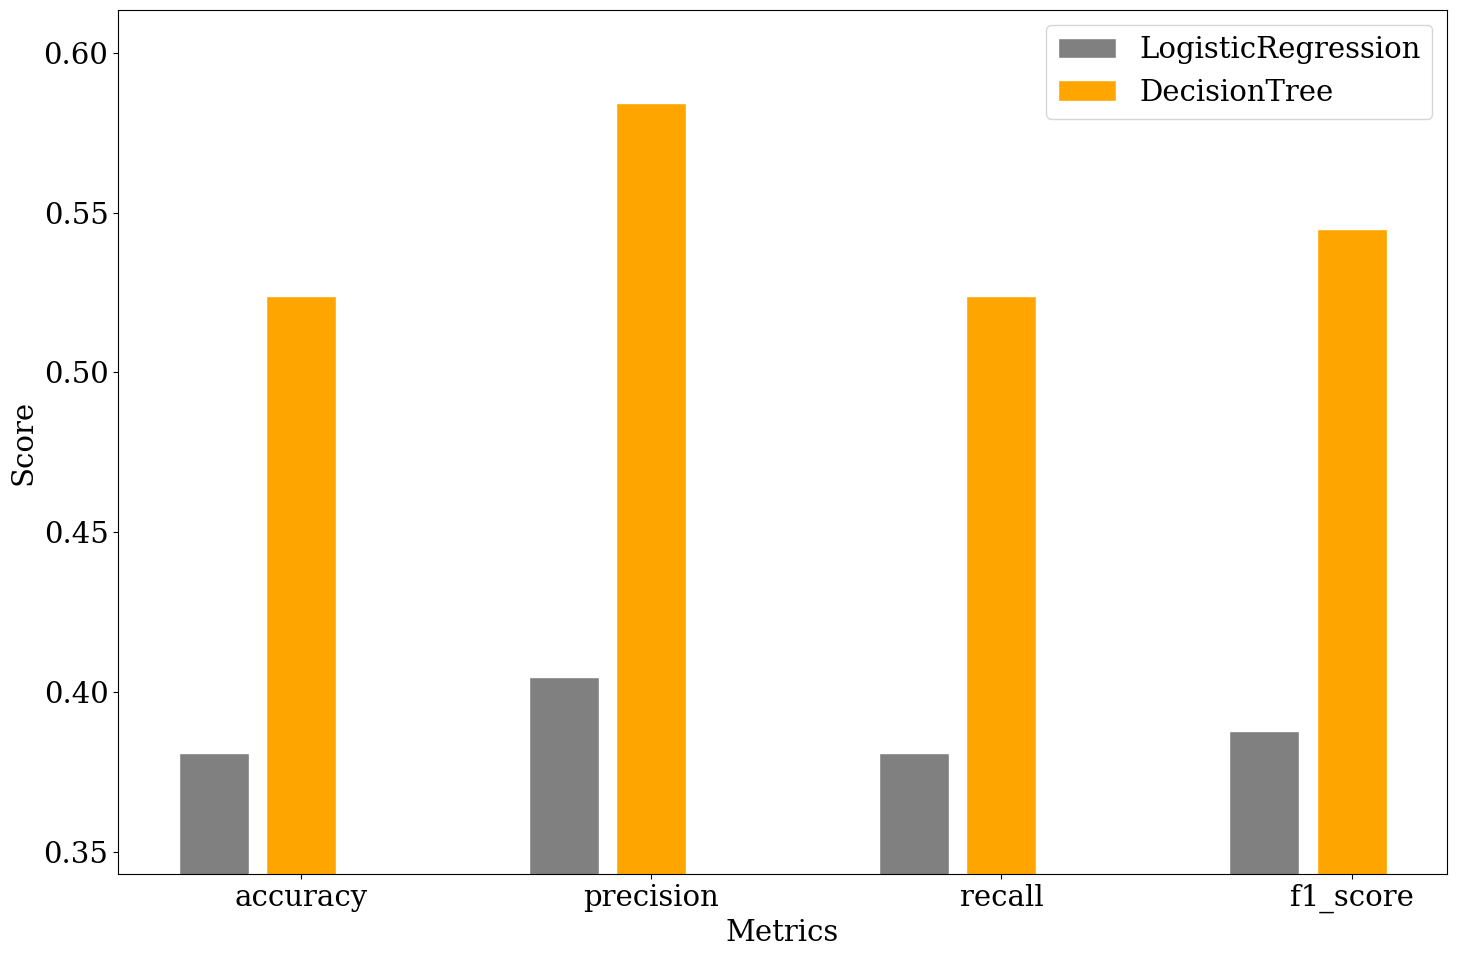 LogisticRegression
DecisionTree
0.60
0.55
0.50
0.45
0.40
0.35
Score
accuracy precision recall f1_score
Metrics